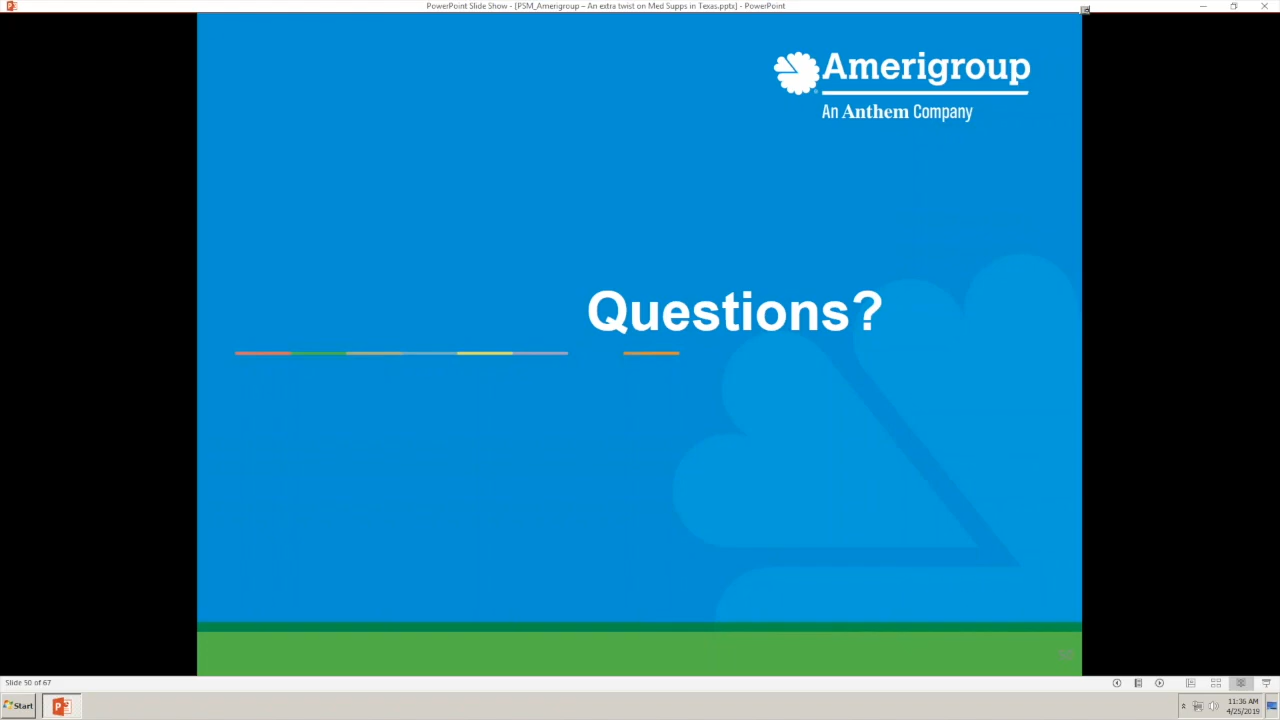 PowerPoint Slide Show - [PSM_Amerigroup – An extra twist on Med Supps in Texas.pptx] - PowerPoint
Amerigroup
An Anthem Company
Questions?
Slide 50 of 67
Start
11:36 AM
4/25/2019